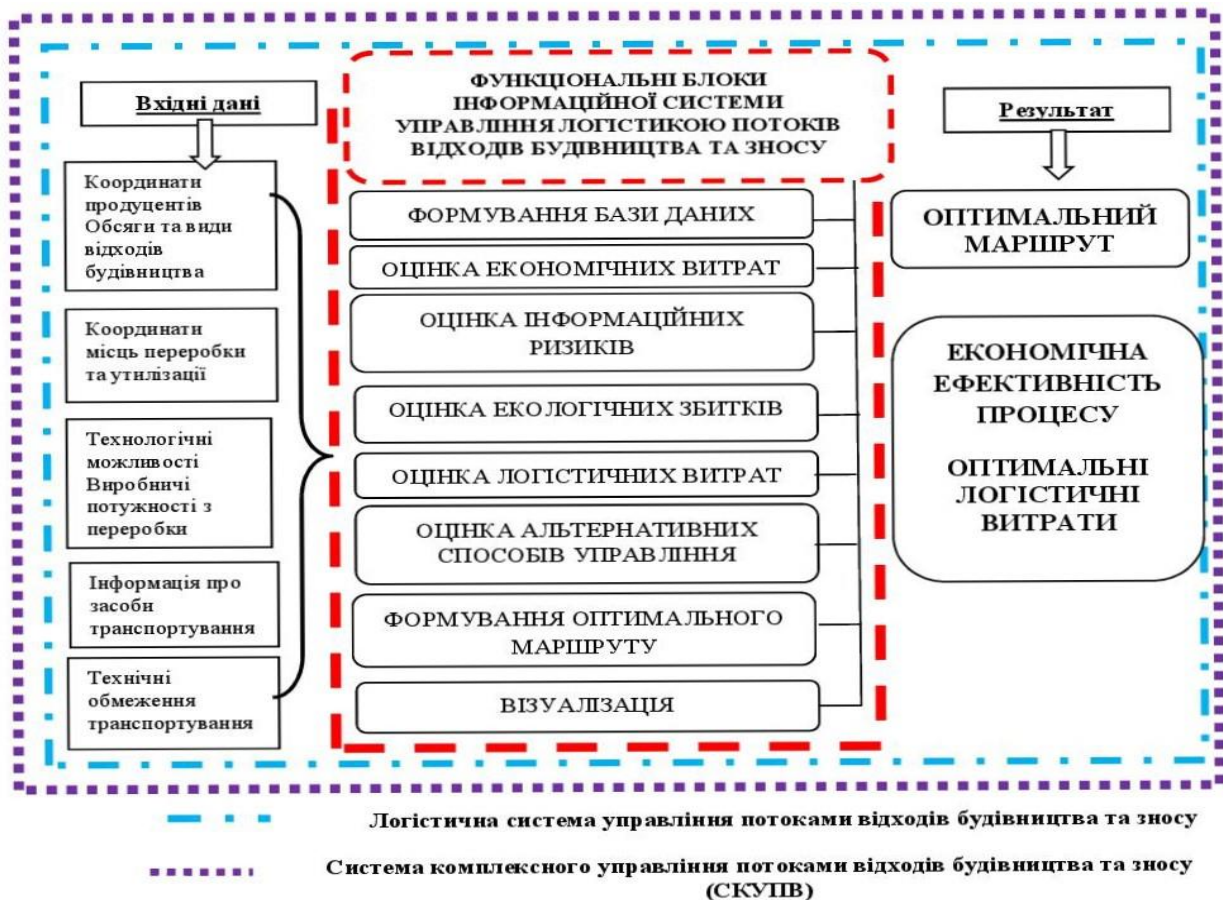 Вхідні дані
Координати
продуцентів
Обсяги та види
відходів
будівництва
Координати
місць переробки
та утилізації
Технологічні
можливості
Виробничі
потужності з
переробки
Інформація про
засоби
транспортування
Технічні
обмеження
транспортування
ФУНКЦІОНАЛЬНІ БЛОКИ
ІНФОРМАЦІЙНОЇ СИСТЕМИ
УПРАВЛІННЯ ЛОГІСТИКОЮ ПОТОКІВ
ВІДХОДІВ БУДІВНИЦТВА ТА ЗНОСУ
ФОРМУВАННЯ БАЗИ ДАНИХ
ОЦІНКА ЕКОНОМІЧНИХ ВИТРАТ
ОЦІНКА ІНФОРМАЦІЙНИХ
РИЗИКІВ
ОЦІНКА ЕКОЛОГІЧНИХ ЗБИТКІВ
ОЦІНКА ЛОГІСТИЧНИХ ВИТРАТ
ОЦІНКА АЛЬТЕРНАТИВНИХ
СПОСОБІВ УПРАВЛІННЯ
ФОРМУВАННЯ ОПТИМАЛЬНОГО
МАРШРУТУ
ВІЗУАЛІЗАЦІЯ
Результат
ОПТИМАЛЬНИЙ
МАРШРУТ
ЕКОНОМІЧНА
ЕФЕКТИВНІСТЬ
ПРОЦЕСУ
ОПТИМАЛЬНІ
ЛОГІСТИЧНІ
ВИТРАТИ
Логістична система управління потоками відходів будівництва та зносу
Система комплексного управління потоками відходів будівництва та зносу
(СКУПВ)